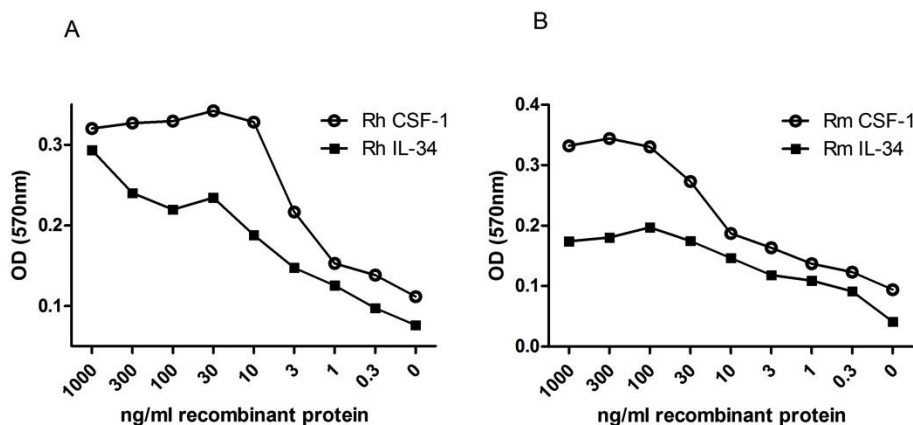 A
OD (570nm)
0.3
0.2
0.1
Rh CSF-1
Rh IL-34
1000 300 100 30 10 3 1 0.3 0
ng/ml recombinant protein
B
OD (570nm)
0.4
0.3
0.2
0.1
0.0
Rm CSF-1
Rm IL-34
1000 300 100 30 10 3 1 0.3 0
ng/ml recombinant protein